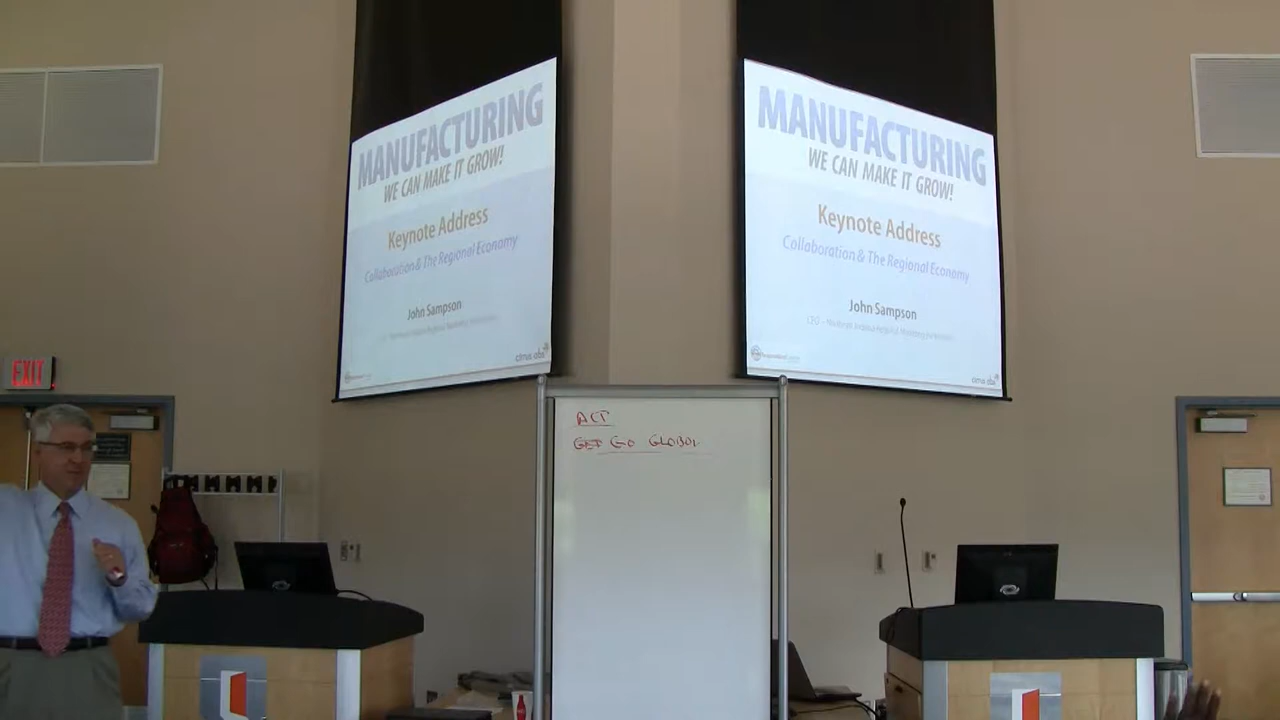 MANUFACTURING
WE CAN MAKE IT GROW!
Keynote Address
Collaboration & The Regional Economy
John Sampson
MANUFACTURING
WE CAN MAKE IT GROW!
Keynote Address
Collaboration & The Regional Economy
John Sampson
EXIT
ACT
GET GO GLOBAL